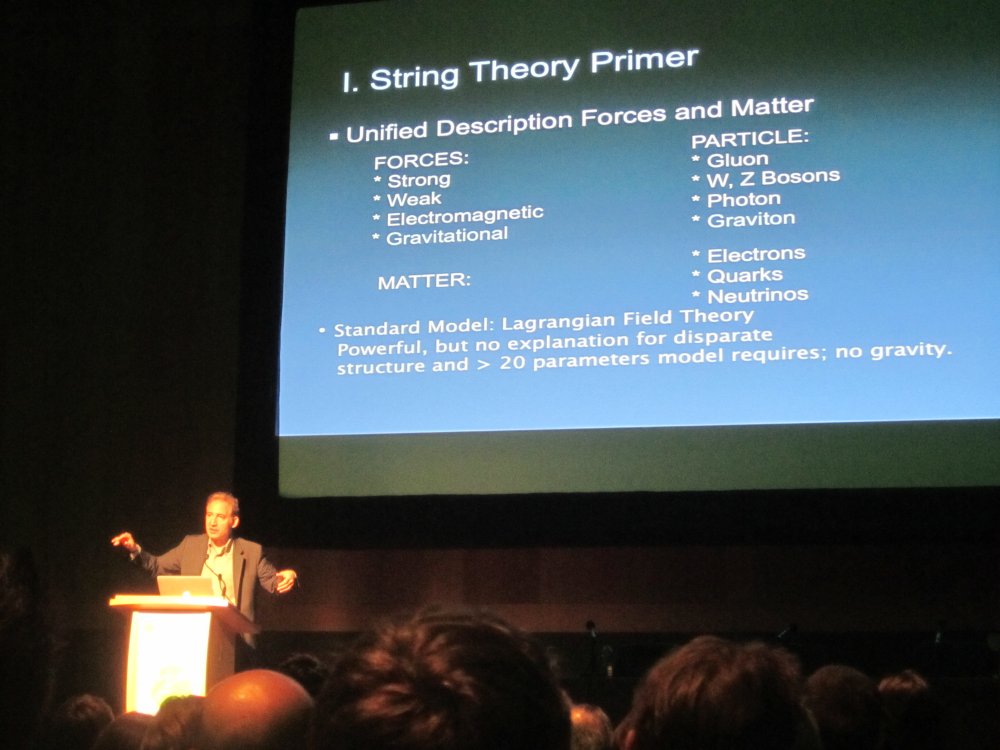 I. String Theory Primer
▪ Unified Description Forces and Matter
FORCES:
* Strong
* Weak
* Electromagnetic
* Gravitational
MATTER:
PARTICLE:
* Gluon
* W, Z Bosons
* Photon
* Graviton
* Electrons
* Quarks
* Neutrinos
• Standard Model: Lagrangian Field Theory
Powerful, but no explanation for disparate
structure and > 20 parameters model requires; no gravity.